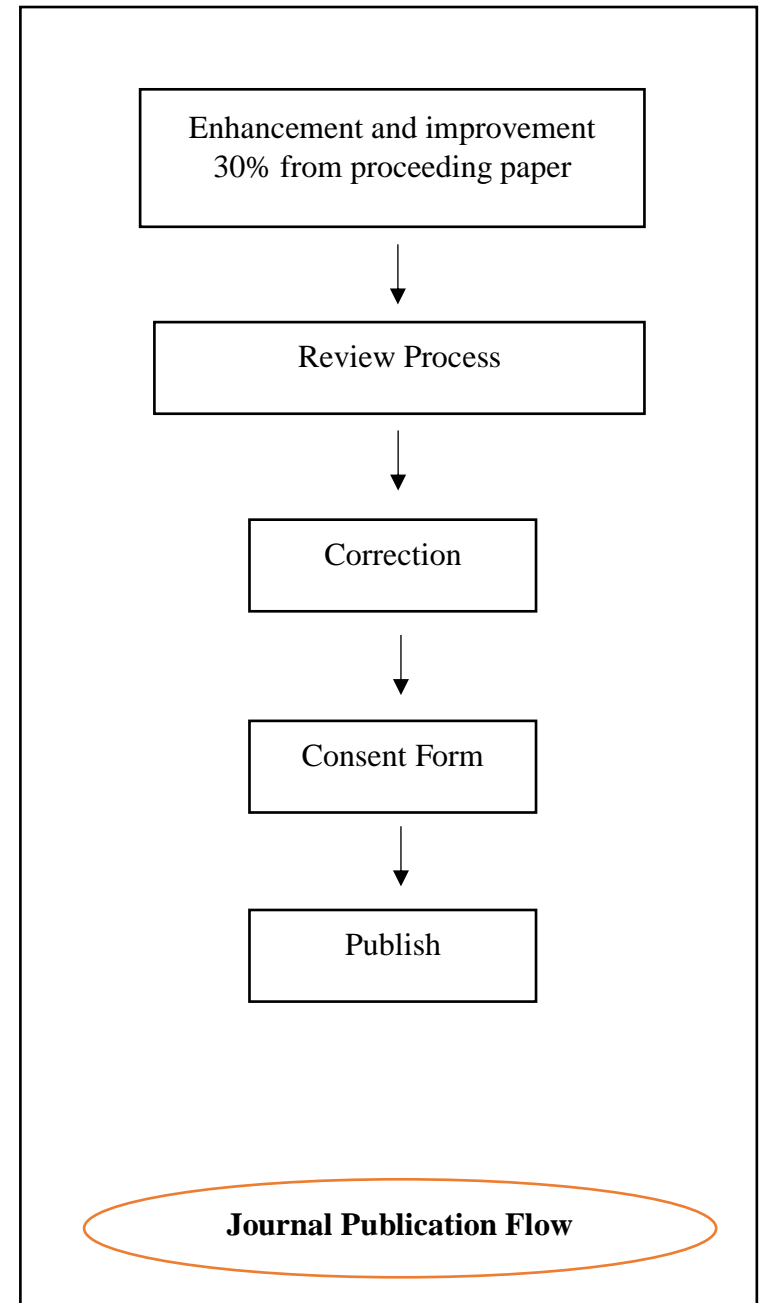 Enhancement and improvement
30% from proceeding paper
Review Process
Correction
Consent Form
Publish
Journal Publication Flow